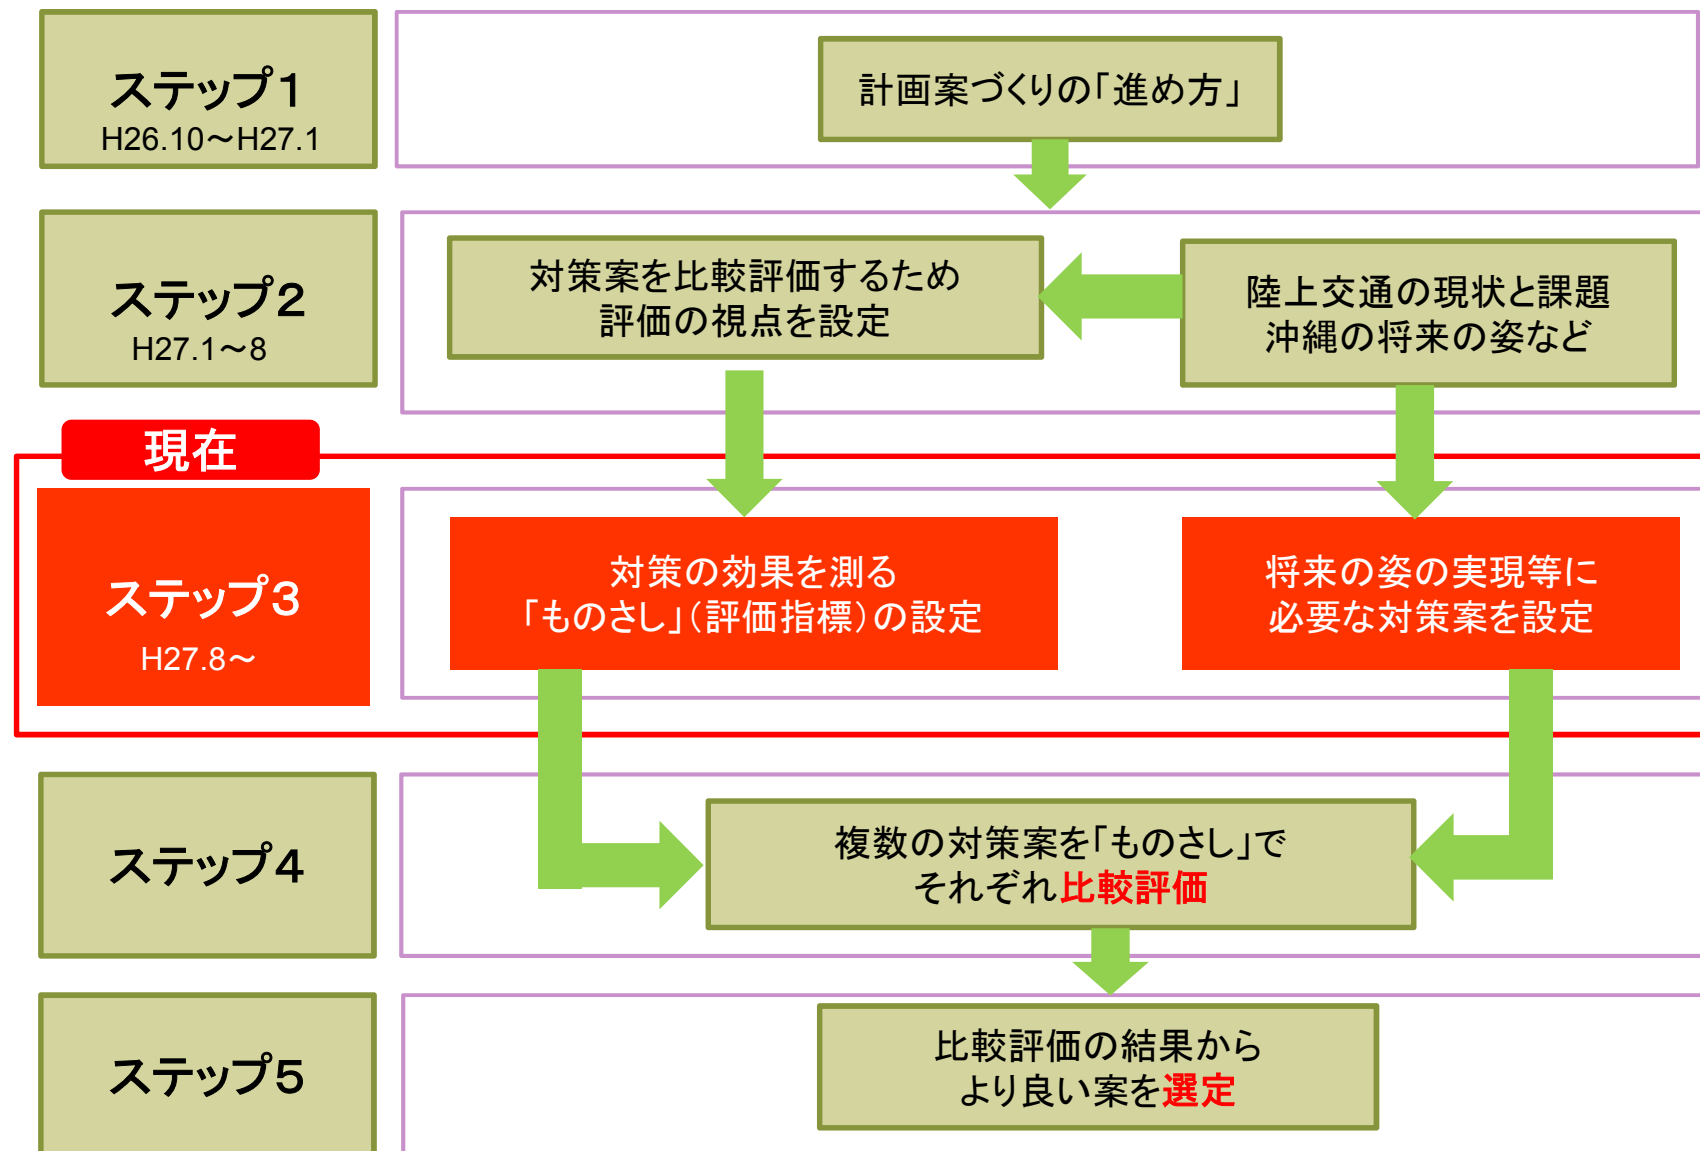 ステップ1
H26.10～H27.1
計画案づくりの「進め方」
ステップ2
H27.1～8
対策案を比較評価するため
評価の視点を設定
陸上交通の現状と課題
沖縄の将来の姿など
現在
ステップ3
H27.8～
対策の効果を測る
「ものさし」（評価指標）の設定
将来の姿の実現等に
必要な対策案を設定
ステップ4
複数の対策案を「ものさし」で
それぞれ比較評価
ステップ5
比較評価の結果から
より良い案を選定